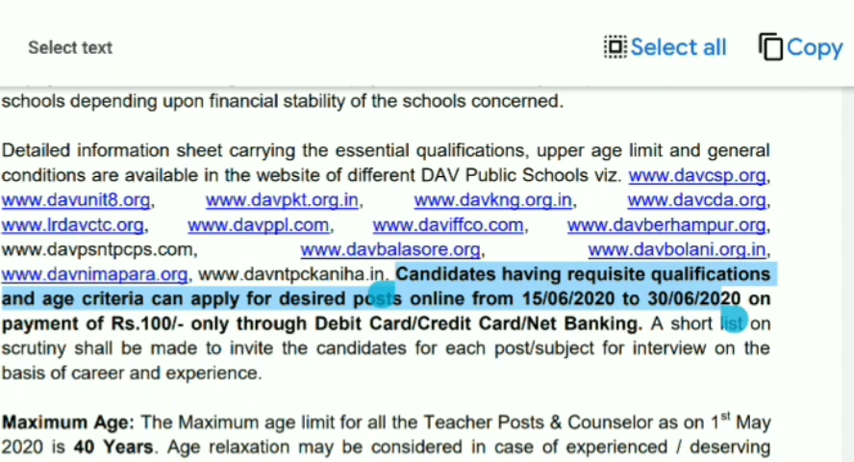 Select text
Select all
Copy
schools depending upon financial stability of the schools concerned.
Detailed information sheet carrying the essential qualifications, upper age limit and general
conditions are available in the website of different DAV Public Schools viz. www.davcsp.org,
www.davunit8.org, www.davpkt.org.in, www.davkng.org.in, www.davcda.org,
www.lrdavctc.org, www.davppl.com, www.daviffco.com, www.davberhampur.org,
www.davpsntpcps.com, www.davbalasore.org, www.davbolani.org.in,
www.davnimapara.org, www.davntpckaniha.in. Candidates having requisite qualifications
and age criteria can apply for desired posts online from 15/06/2020 to 30/06/2020 on
payment of Rs.100/- only through Debit Card/Credit Card/Net Banking. A short list on
scrutiny shall be made to invite the candidates for each post/subject for interview on the
basis of career and experience.
Maximum Age: The Maximum age limit for all the Teacher Posts & Counselor as on 1st May
2020 is 40 Years. Age relaxation may be considered in case of experienced / deserving